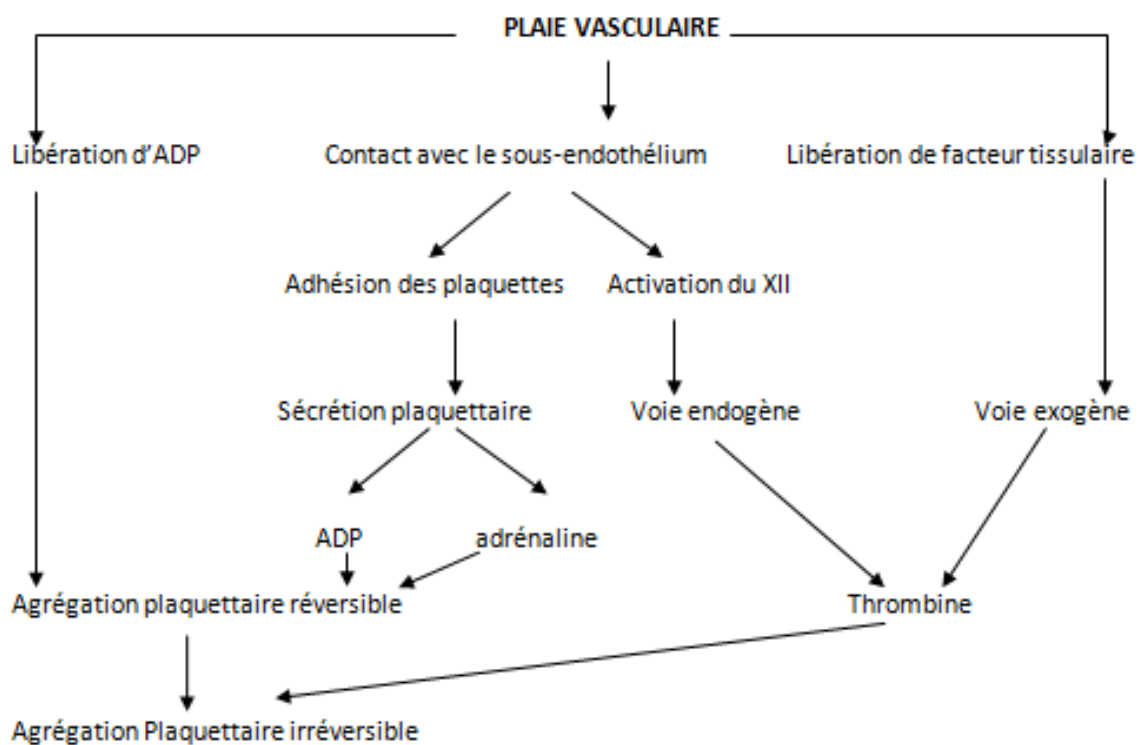 PLAIE VASCULAIRE
Libération d'ADP
Contact avec le sous-endothélium
Libération de facteur tissulaire
Adhésion des plaquettes
Activation du XII
Sécrétion plaquettaire
Voie endogène
Voie exogène
ADP
adrénaline
Agrégation plaquettaire réversible
Thrombine
Agrégation Plaquettaire irréversible